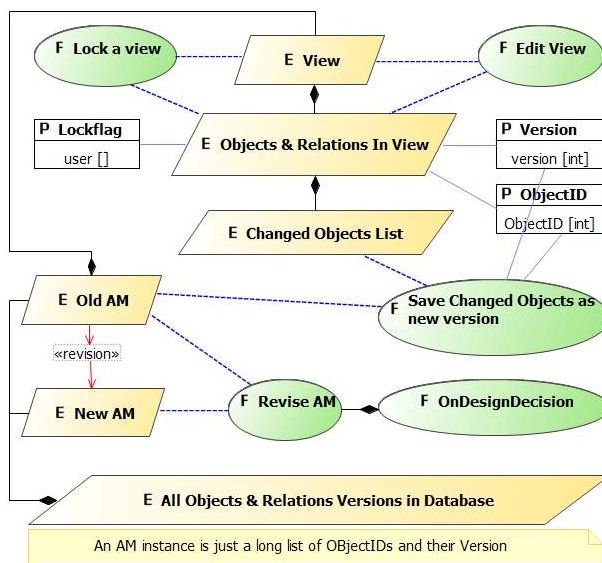 F Lock a view
E View
F Edit View
P Lockflag
user []
E Objects & Relations In View
P Version
version [int]
P ObjectID
ObjectID [int]
E Changed Objects List
E Old AM
F Save Changed Objects as
new version
«revision»
E New AM
F Revise AM
F OnDesignDecision
E All Objects & Relations Versions in Database
An AM instance is just a long list of OBjectIDs and their Version